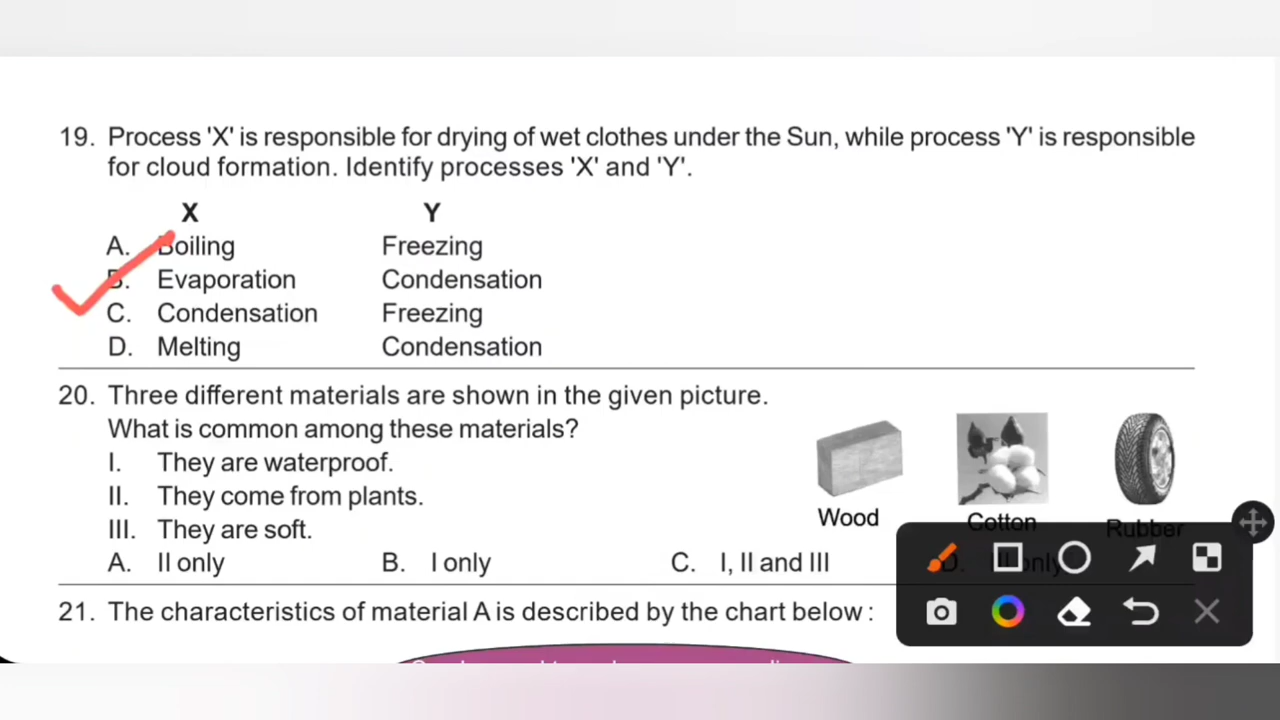 19. Process 'X' is responsible for drying of wet clothes under the Sun, while process 'Y' is responsible
for cloud formation. Identify processes 'X' and 'Y'.
X Y
A. Boiling Freezing
B. Evaporation Condensation
C. Condensation Freezing
D. Melting Condensation
20. Three different materials are shown in the given picture.
What is common among these materials?
I. They are waterproof.
II. They come from plants.
III. They are soft.
Wood Cotton Rubber
A. II only B. I only C. I, II and III D. III only
21. The characteristics of material A is described by the chart below :